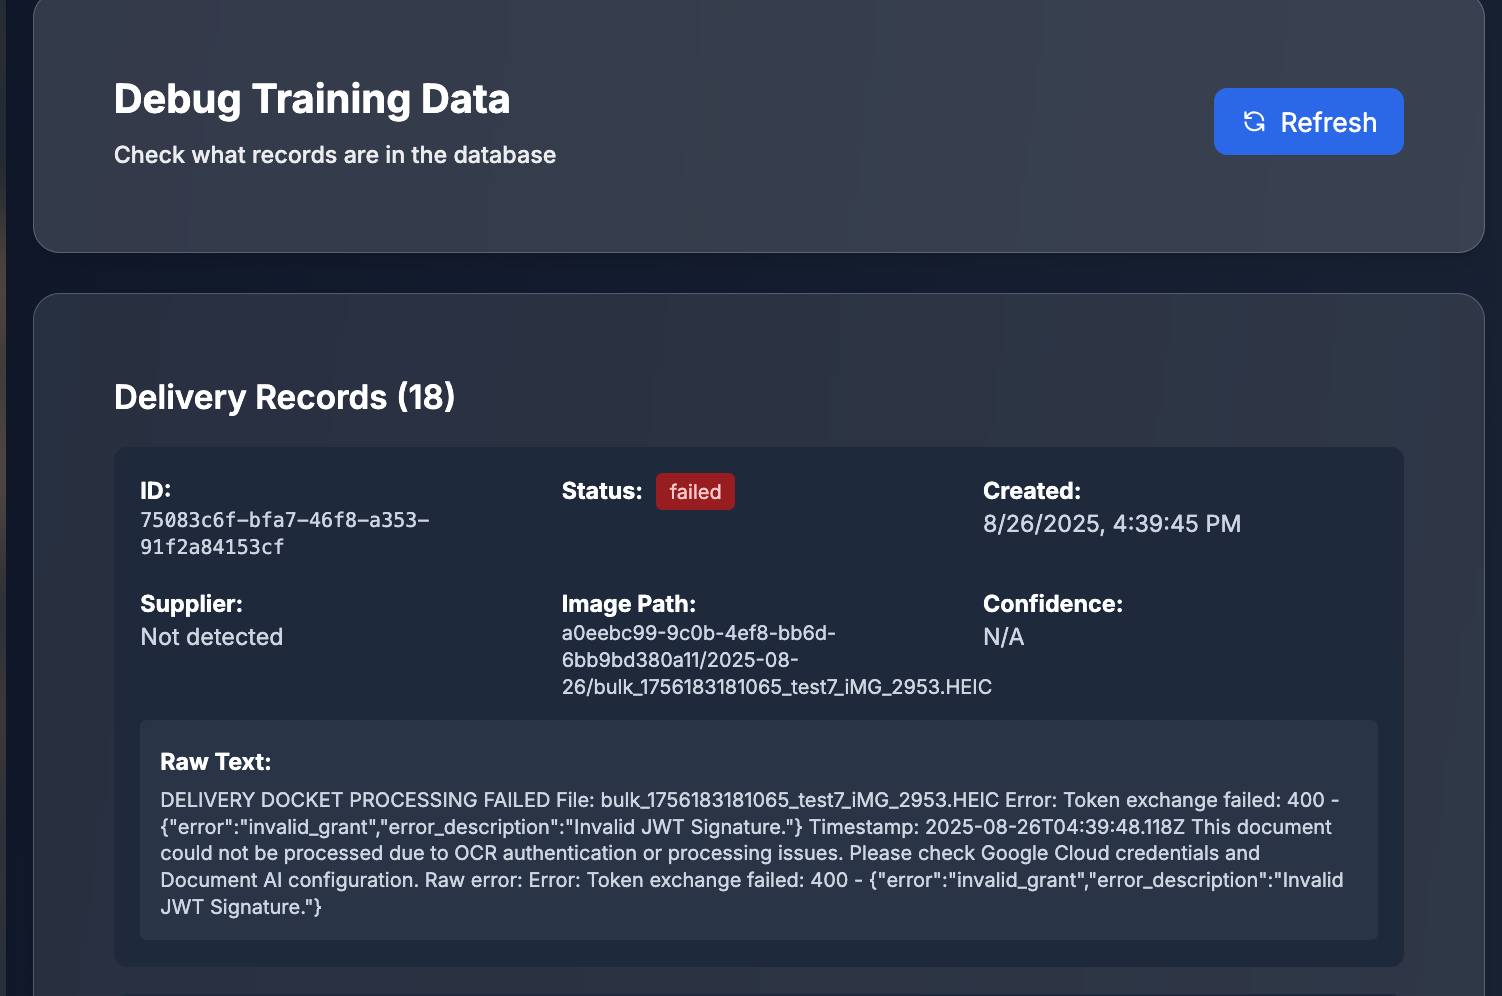 Debug Training Data
Check what records are in the database
Refresh
Delivery Records (18)
ID:
75083c6f-bfa7-46f8-a353-
91f2a84153cf
Status: failed
Created:
8/26/2025, 4:39:45 PM
Supplier:
Not detected
Image Path:
a0eebc99-9c0b-4ef8-bb6d-
6bb9bd380a11/2025-08-
26/bulk_1756183181065_test7_iMG_2953.HEIC
Confidence:
N/A
Raw Text:
DELIVERY DOCKET PROCESSING FAILED File: bulk_1756183181065_test7_iMG_2953.HEIC Error: Token exchange failed: 400 -
{"error":"invalid_grant","error_description":"Invalid JWT Signature."} Timestamp: 2025-08-26T04:39:48.118Z This document
could not be processed due to OCR authentication or processing issues. Please check Google Cloud credentials and
Document AI configuration. Raw error: Error: Token exchange failed: 400 - {"error":"invalid_grant","error_description":"Invalid
JWT Signature."}